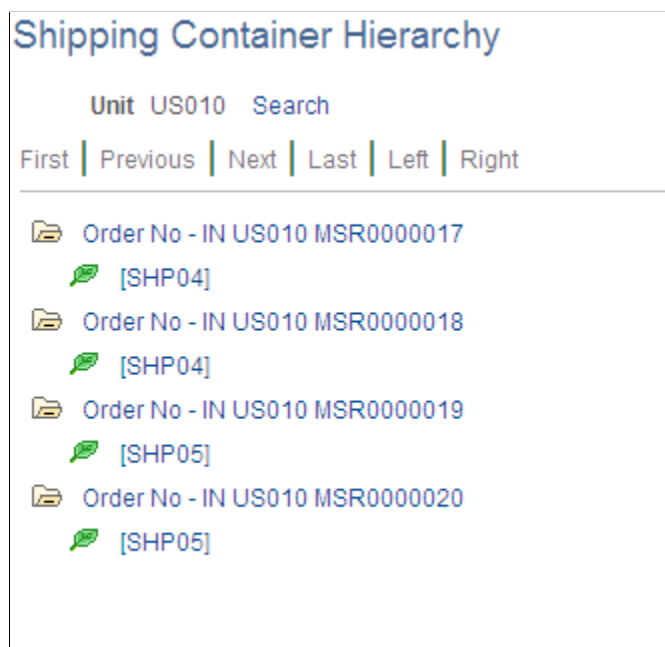 Shipping Container Hierarchy
Unit US010 Search
First | Previous | Next | Last | Left | Right
Order No - IN US010 MSR0000017
[SHP04]
Order No - IN US010 MSR0000018
[SHP04]
Order No - IN US010 MSR0000019
[SHP05]
Order No - IN US010 MSR0000020
[SHP05]